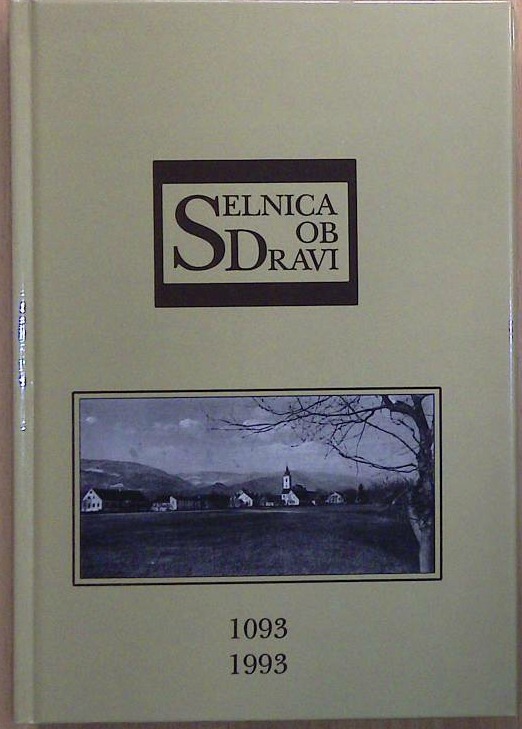 SELNICA
OB
DRAVI
1093
1993